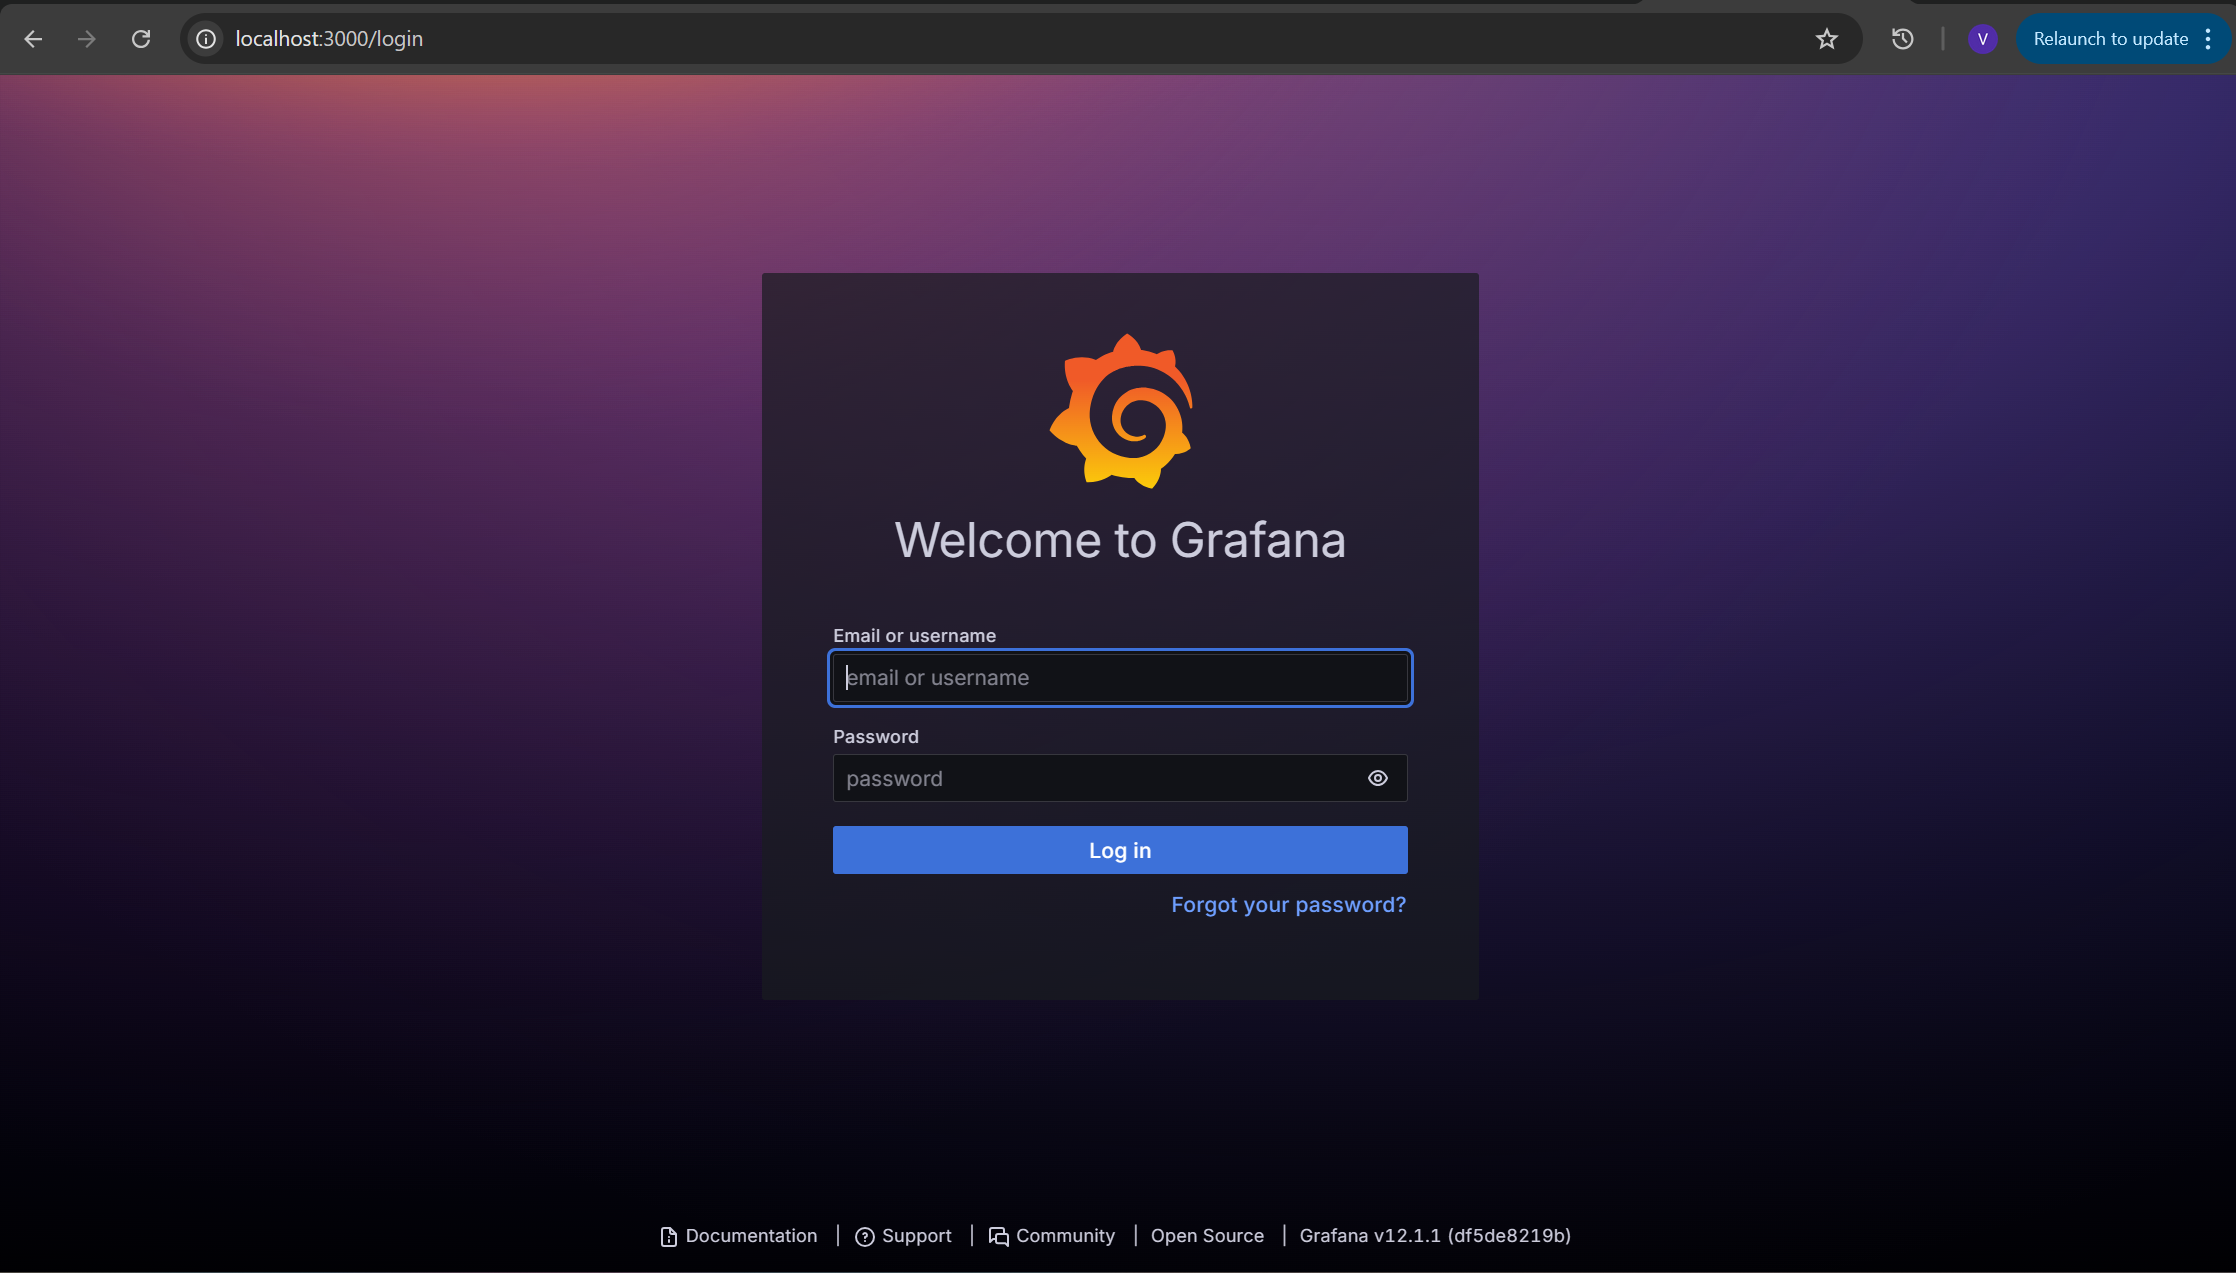 localhost:3000/login
V
Relaunch to update
Welcome to Grafana
Email or username
email or username
Password
password
Log in
Forgot your password?
Documentation | Support | Community | Open Source | Grafana v12.1.1 (df5de8219b)